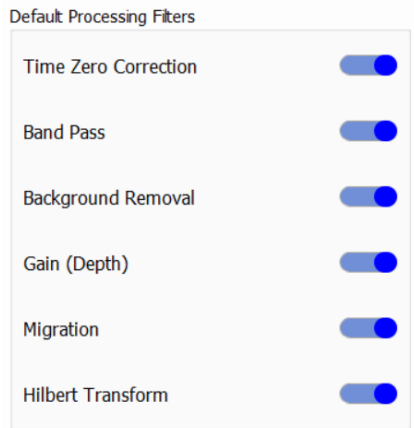 Default Processing Filters
Time Zero Correction
Band Pass
Background Removal
Gain (Depth)
Migration
Hilbert Transform